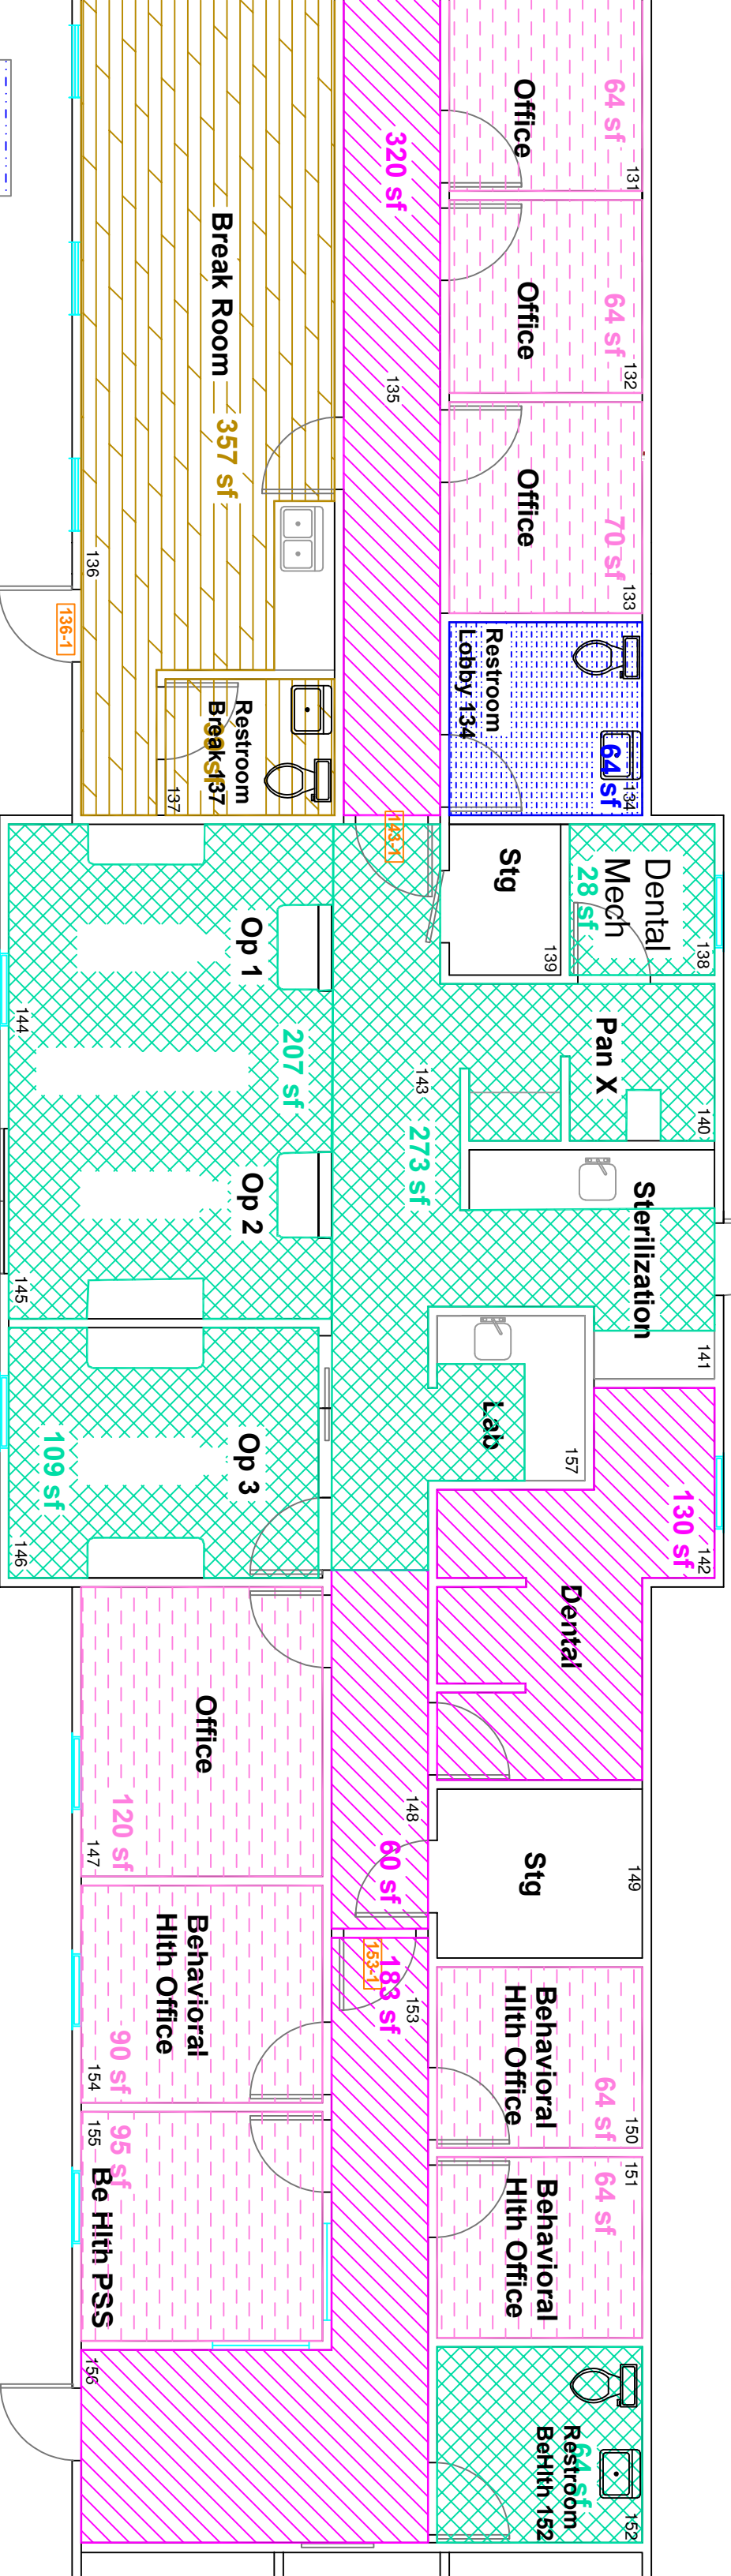 Office
64 sf
131
Office
64 sf
132
Office
70 sf
133
Restroom
Lobby 134
64 sf
134
320 sf
135
Break Room
357 sf
136
136-1
Restroom
Break 137
137
143-1
Stg
139
Dental
Mech
28 sf
138
Pan X
140
143
273 sf
Sterilization
141
Op 1
144
207 sf
Op 2
145
Op 3
109 sf
146
Lab
157
130 sf
142
Dental
148
60 sf
Stg
149
Office
120 sf
147
Behavioral
Hlth Office
90 sf
154
153-1
183 sf
153
Behavioral
Hlth Office
64 sf
150
151
64 sf
Behavioral
Hlth Office
155
95 sf
Be Hlth PSS
156
Restroom
BeHlth 152
64 sf
152